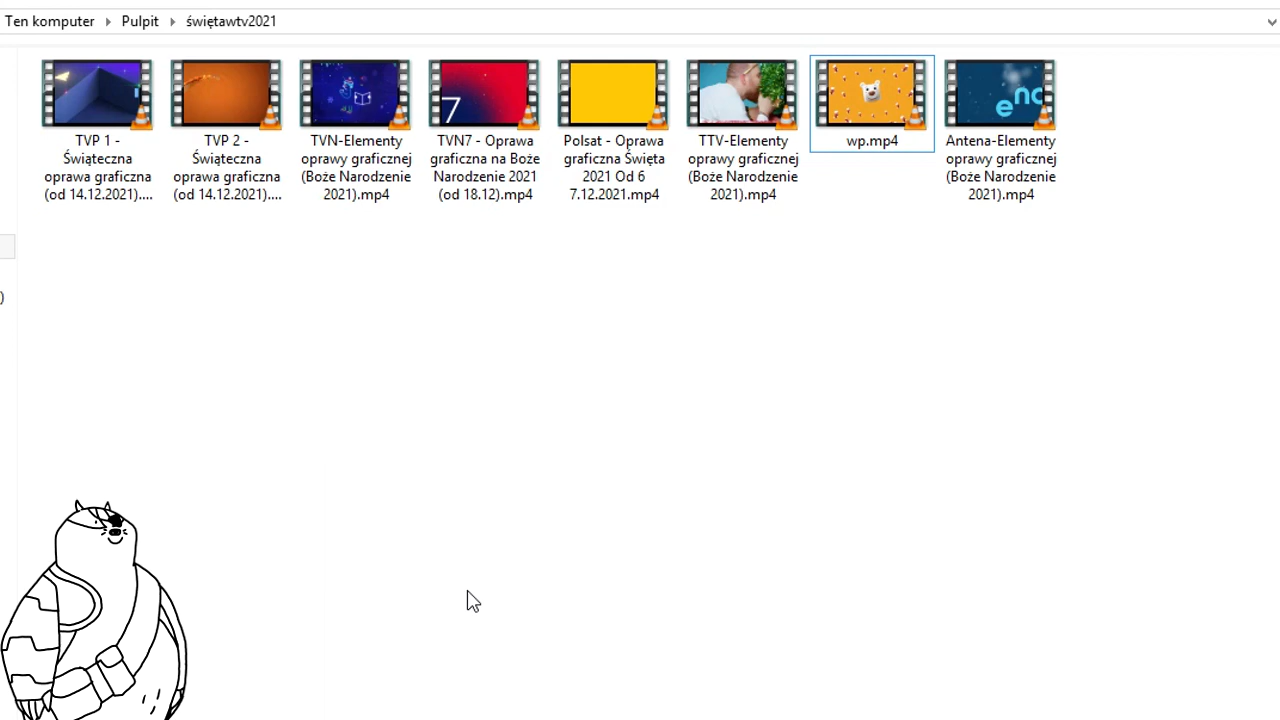 Ten komputer
Pulpit
świętawtv2021
TVP 1 -
Świąteczna
oprawa graficzna
(od 14.12.2021)....
TVP 2 -
Świąteczna
oprawa graficzna
(od 14.12.2021)....
TVN-Elementy
oprawy graficznej
(Boże Narodzenie
2021).mp4
7
TVN7 - Oprawa
graficzna na Boże
Narodzenie 2021
(od 18.12).mp4
Polsat - Oprawa
graficzna Święta
2021 Od 6
7.12.2021.mp4
TTV-Elementy
oprawy graficznej
(Boże Narodzenie
2021).mp4
wp.mp4
enc
Antena-Elementy
oprawy graficznej
(Boże Narodzenie
2021).mp4
)